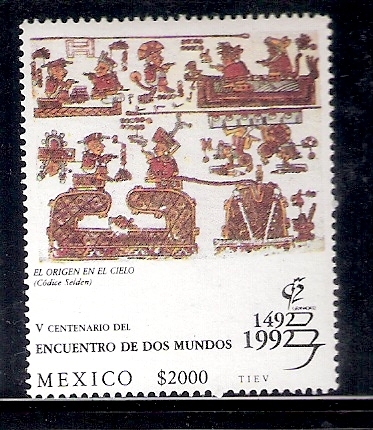 EL ORIGEN EN EL CIELO
(Códice Selden)
V CENTENARIO DEL
ENCUENTRO DE DOS MUNDOS
1492
1992
MEXICO $2000 TIEV